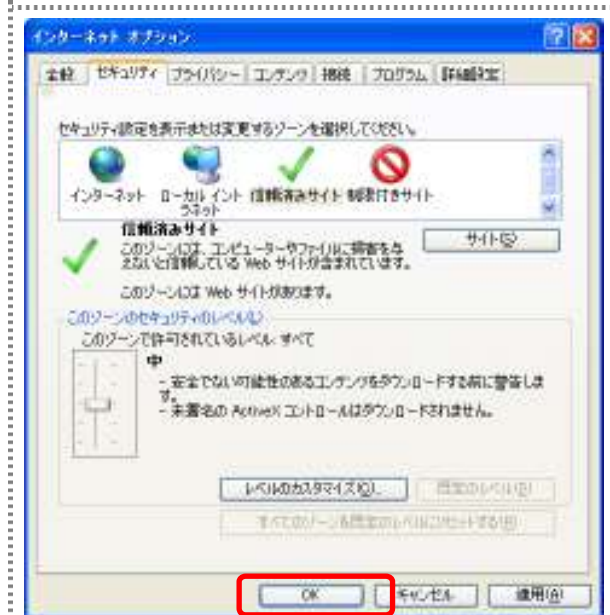 インターネット オプション
全般 セキュリティ プライバシー コンテンツ 接続 プログラム 詳細設定
セキュリティ設定を表示または変更するゾーンを選択してください。
インターネット ローカル イントラネット 信頼済みサイト 制限付きサイト
信頼済みサイト
サイト(S)
このゾーンには、コンピューターやファイルに損害を与
えないと信頼している Web サイトが含まれています。
このゾーンには Web サイトがあります。
このゾーンのセキュリティのレベル(L)
このゾーンで許可されているレベル: すべて
中
- 安全でない可能性のあるコンテンツをダウンロードする前に警告しま
す。
- 未署名の ActiveX コントロールはダウンロードされません。
レベルのカスタマイズ(C)... 既定のレベル(D)
すべてのゾーンを既定のレベルにリセットする(R)
OK キャンセル 適用(A)